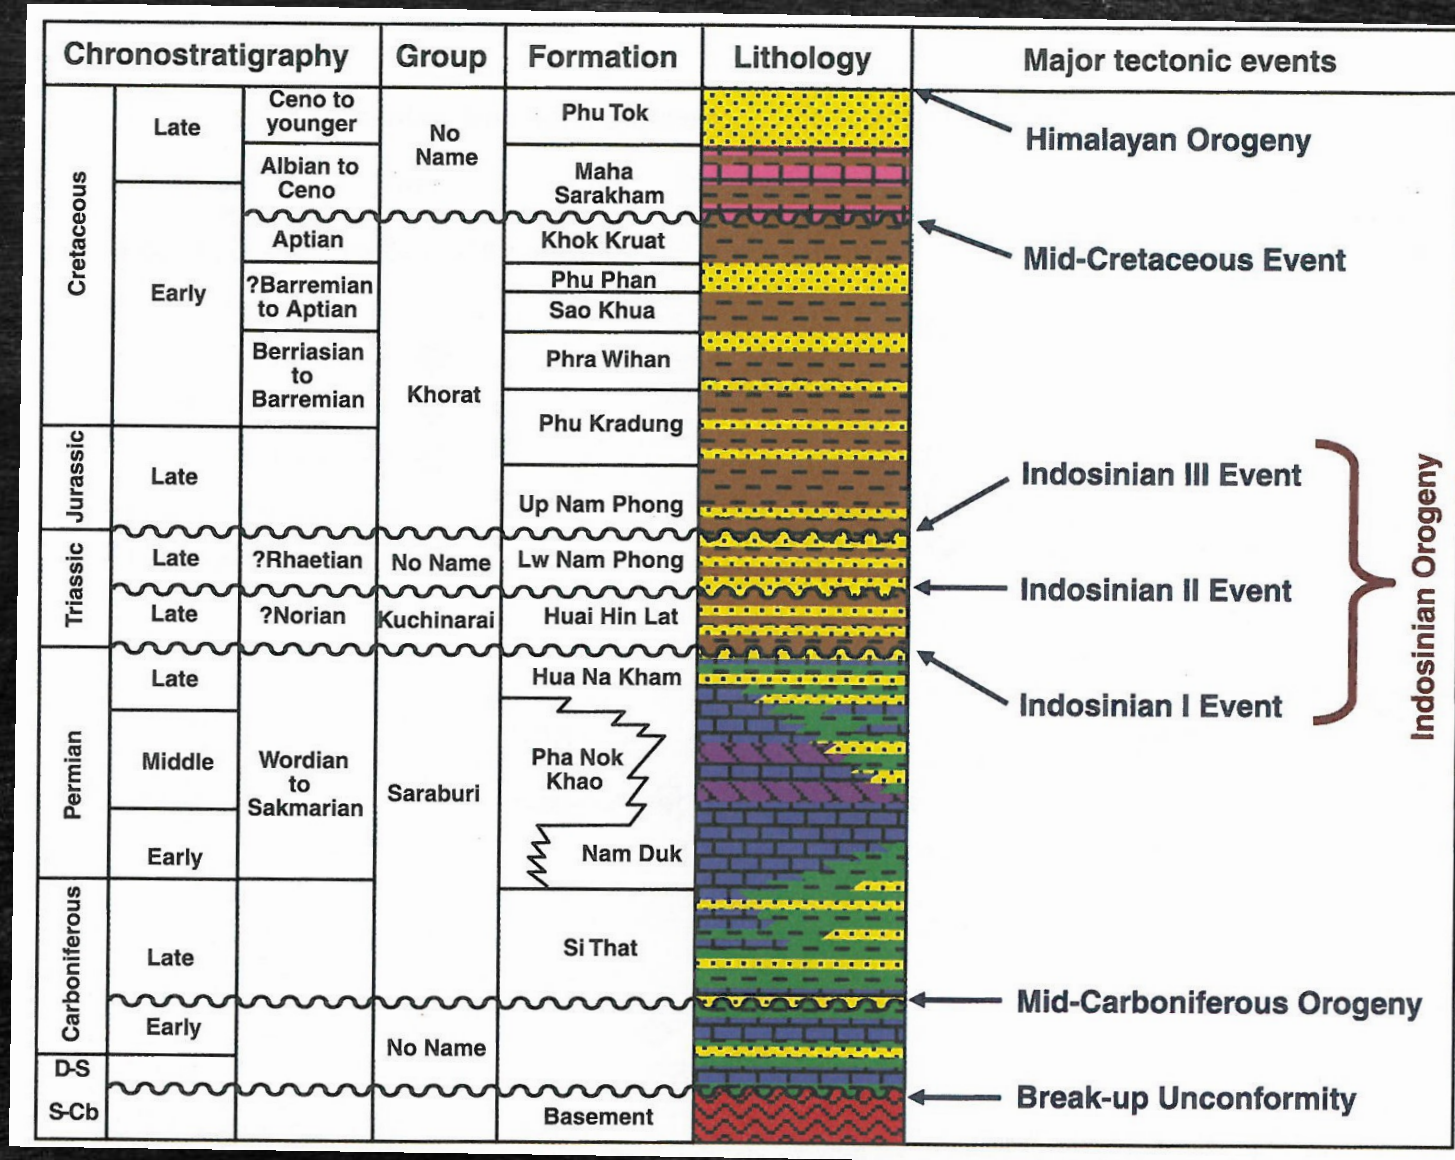 Chronostratigraphy
Group
Formation
Lithology
Major tectonic events
Cretaceous
Late
Ceno to
younger
No
Name
Phu Tok
Himalayan Orogeny
Albian to
Ceno
Maha
Sarakham
Early
Aptian
Khorat
Khok Kruat
Mid-Cretaceous Event
?Barremian
to Aptian
Phu Phan
Sao Khua
Berriasian
to
Barremian
Phra Wihan
Phu Kradung
Jurassic
Late
Up Nam Phong
Indosinian III Event
Triassic
Late
?Rhaetian
No Name
Lw Nam Phong
Indosinian II Event
Late
?Norian
Kuchinarai
Huai Hin Lat
Indosinian I Event
Indosinian Orogeny
Permian
Late
Wordian
to
Sakmarian
Saraburi
Hua Na Kham
Middle
Pha Nok
Khao
Early
Nam Duk
Carboniferous
Late
Si That
Mid-Carboniferous Orogeny
Early
No Name
D-S
S-Cb
Basement
Break-up Unconformity